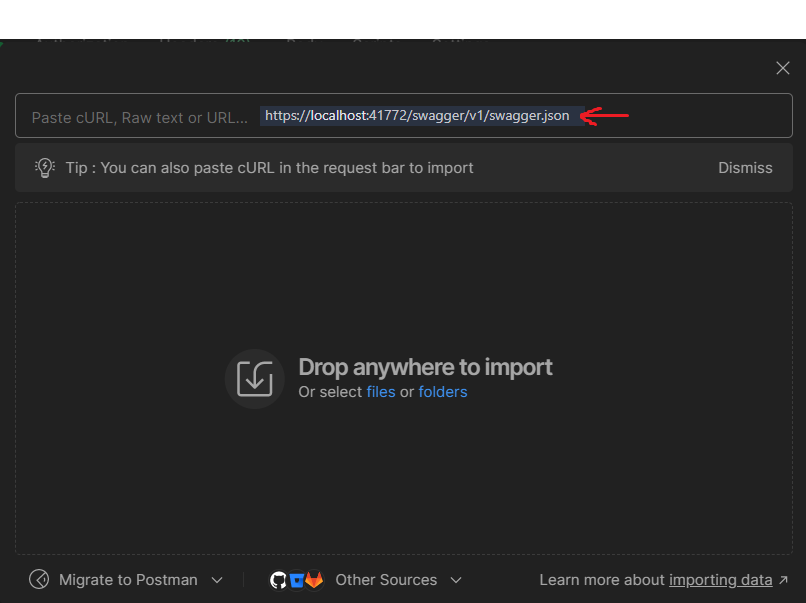 Paste cURL, Raw text or URL... https://localhost:41772/swagger/v1/swagger.json
Tip : You can also paste cURL in the request bar to import Dismiss
Drop anywhere to import
Or select files or folders
Migrate to Postman Other Sources Learn more about importing data